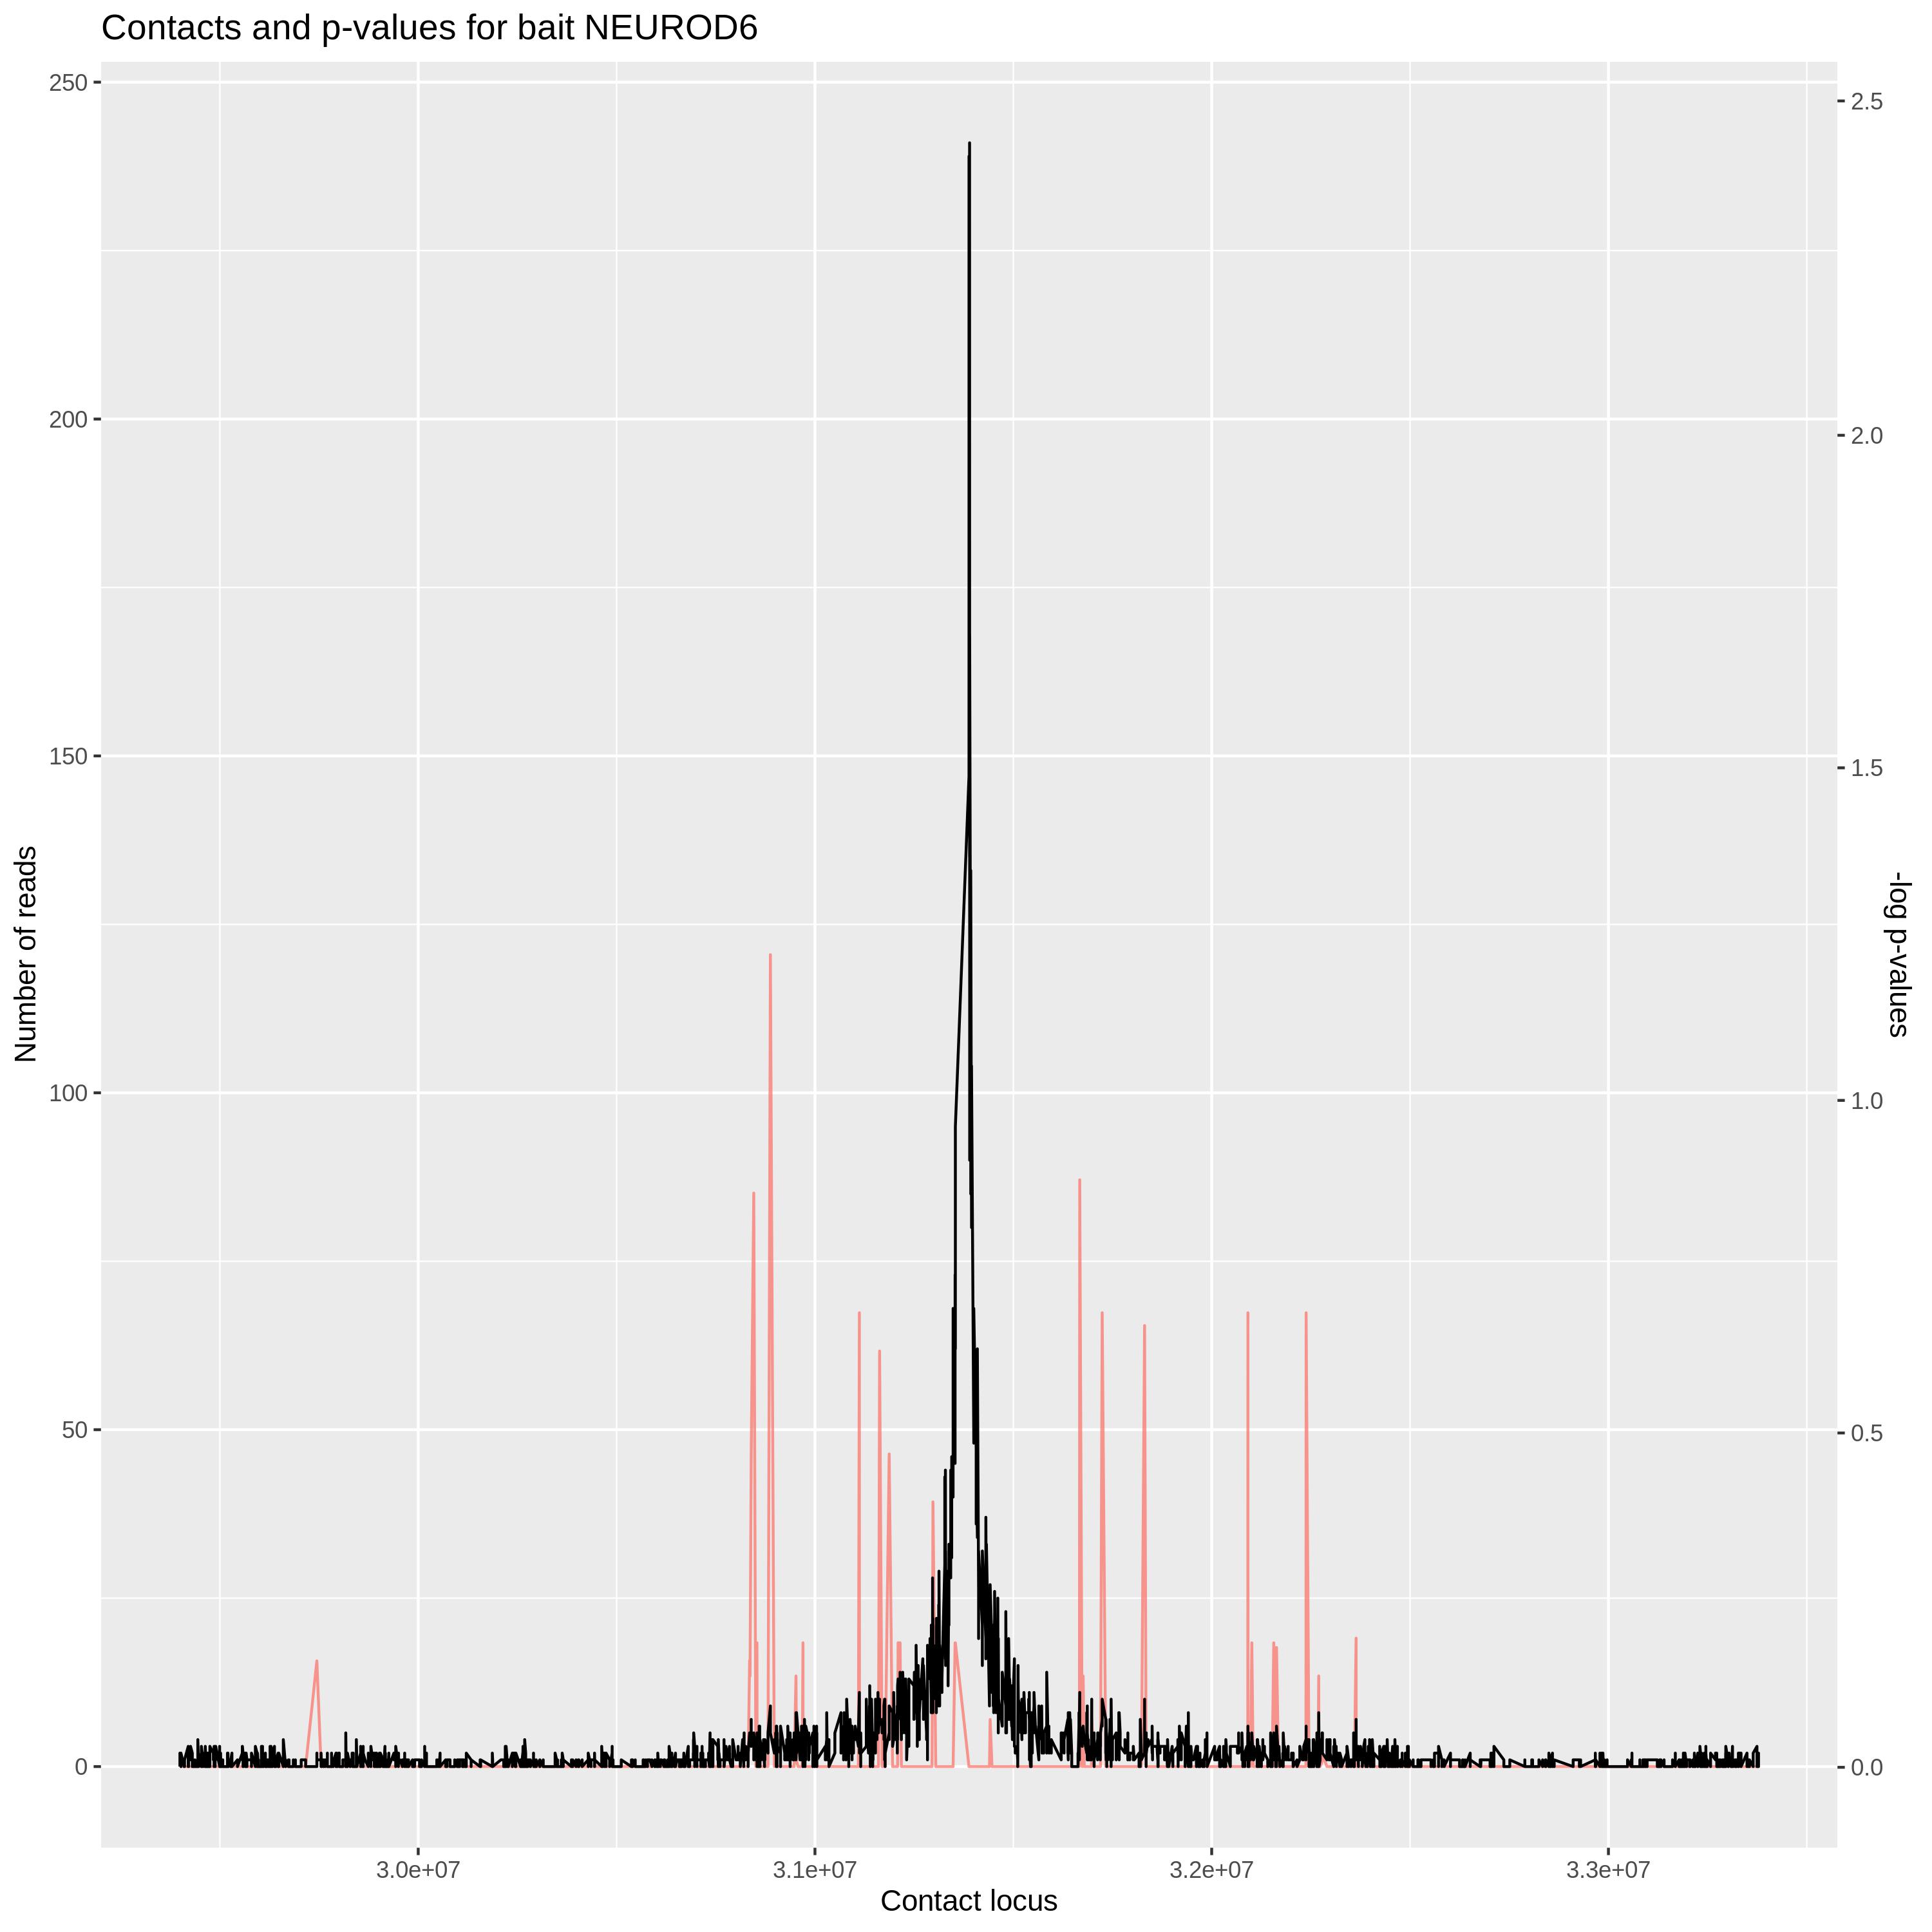 Contacts and p-values for bait NEUROD6
250
200
150
100
50
0
Number of reads
2.5
2.0
1.5
1.0
0.5
0.0
-log p-values
3.0e+07
3.1e+07
3.2e+07
3.3e+07
Contact locus